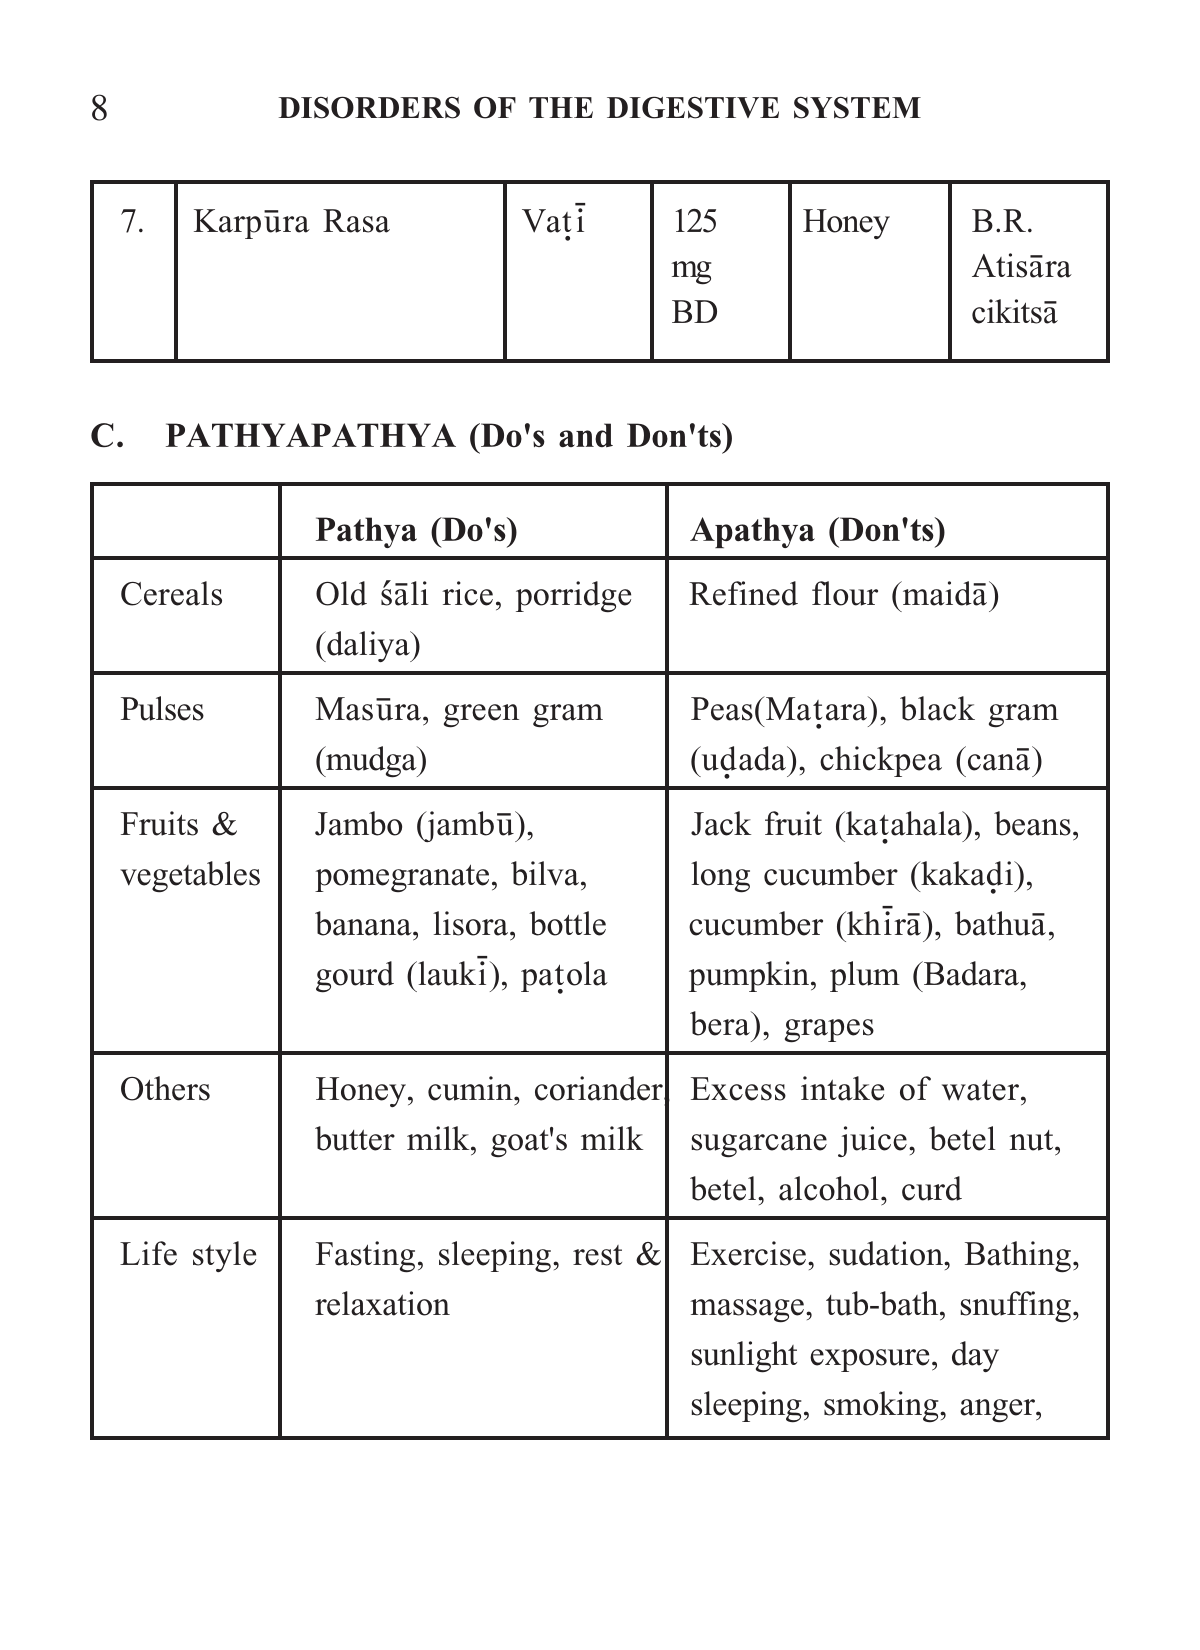 8 DISORDERS OF THE DIGESTIVE SYSTEM
7. Karpūra Rasa Vaṭī 125 Honey B.R.
mg Atisāra
BD cikitsā
C. PATHYAPATHYA (Do's and Don'ts)
Pathya (Do's) Apathya (Don'ts)
Cereals Old śāli rice, porridge Refined flour (maidā)
(daliya)
Pulses Masūra, green gram Peas(Maṭara), black gram
(mudga) (uḍada), chickpea (canā)
Fruits & Jambo (jambū), Jack fruit (kaṭahala), beans,
vegetables pomegranate, bilva, long cucumber (kakaḍi),
banana, lisora, bottle cucumber (khīrā), bathuā,
gourd (laukī), paṭola pumpkin, plum (Badara,
bera), grapes
Others Honey, cumin, coriander, Excess intake of water,
butter milk, goat's milk sugarcane juice, betel nut,
betel, alcohol, curd
Life style Fasting, sleeping, rest & Exercise, sudation, Bathing,
relaxation massage, tub-bath, snuffing,
sunlight exposure, day
sleeping, smoking, anger,